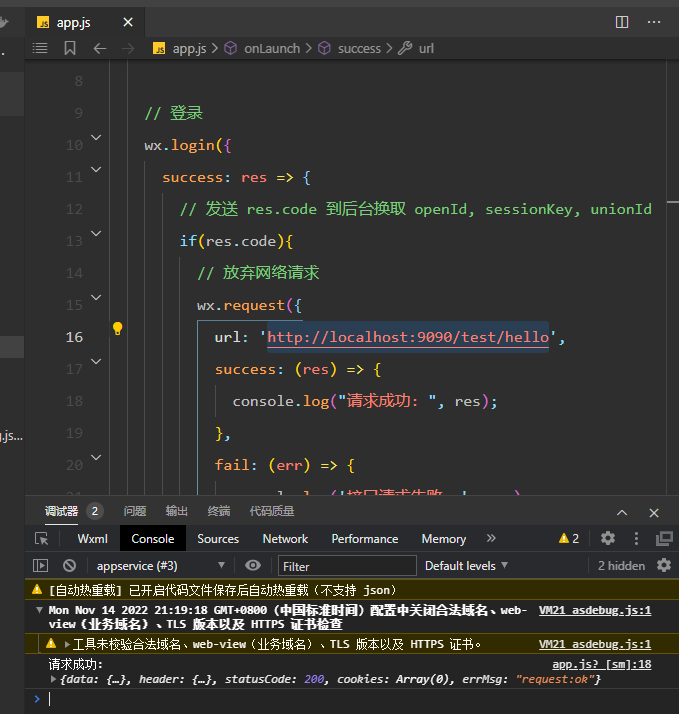 JS app.js ×
JS app.js > onLaunch > success > url
8
9 // 登录
10 wx.login({
11 success: res => {
12 // 发送 res.code 到后台换取 openId, sessionKey, unionId
13 if(res.code){
14 // 放弃网络请求
15 wx.request({
16 url: 'http://localhost:9090/test/hello',
17 success: (res) => {
18 console.log("请求成功: ", res);
19 },
20 fail: (err) => {
g.js...
调试器 2 问题 输出 终端 代码质量
Wxml Console Sources Network Performance Memory » 2
appservice (#3) Filter Default levels 2 hidden
[自动热重载] 已开启代码文件保存后自动热重载（不支持 json）
Mon Nov 14 2022 21:19:18 GMT+0800 (中国标准时间) 配置中关闭合法域名、web- VM21 asdebug.js:1
view（业务域名）、TLS 版本以及 HTTPS 证书检查
工具未校验合法域名、web-view（业务域名）、TLS 版本以及 HTTPS 证书。 VM21 asdebug.js:1
请求成功: app.js? [sm]:18
{data: {…}, header: {…}, statusCode: 200, cookies: Array(0), errMsg: "request:ok"}
>